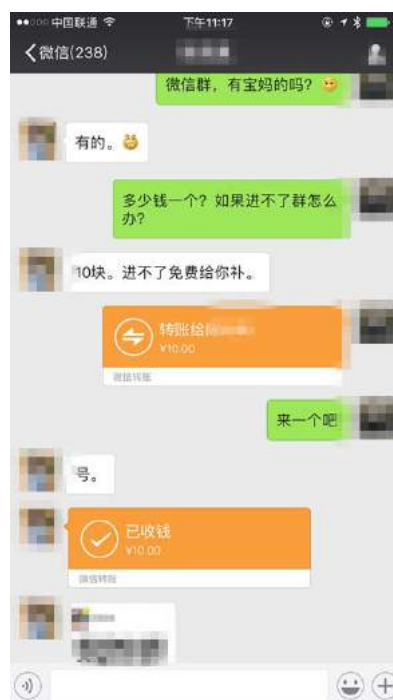 中国联通
下午11:17
微信(238)
微信群，有宝妈的吗？
有的。
多少钱一个？如果进不了群怎么
办？
10块。进不了免费给你补。
转账给
¥10.00
微信转账
来一个吧
号。
已收钱
¥10.00
微信转账